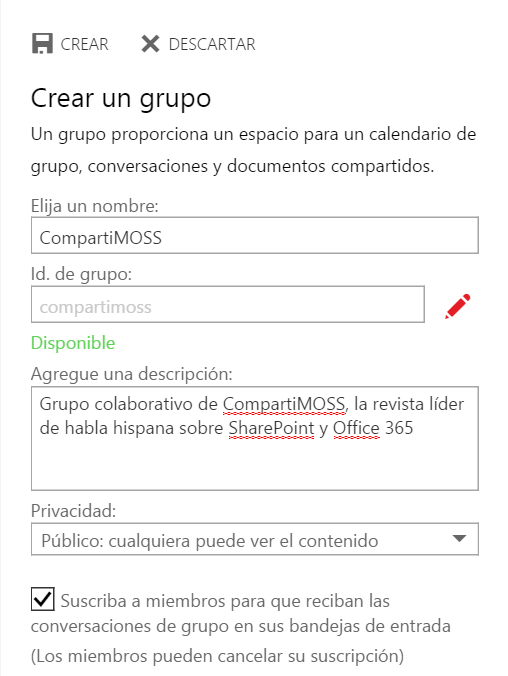 CREAR DESCARTAR
Crear un grupo
Un grupo proporciona un espacio para un calendario de
grupo, conversaciones y documentos compartidos.
Elija un nombre:
CompartiMOSS
Id. de grupo:
compartimoss
Disponible
Agregue una descripción:
Grupo colaborativo de CompartiMOSS, la revista líder
de habla hispana sobre SharePoint y Office 365
Privacidad:
Público: cualquiera puede ver el contenido
Suscriba a miembros para que reciban las
conversaciones de grupo en sus bandejas de entrada
(Los miembros pueden cancelar su suscripción)